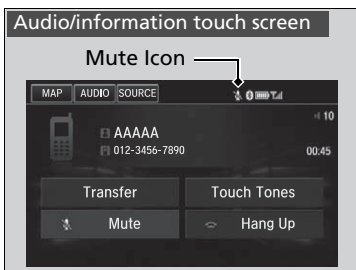 Audio/information touch screen
Mute Icon
MAP AUDIO SOURCE
10
AAAAA
012-3456-7890
00:45
Transfer Touch Tones
Mute Hang Up